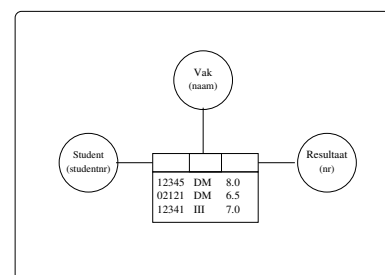 Vak
(naam)
Student
(studentnr)
Resultaat
(nr)
12345 DM 8.0
02121 DM 6.5
12341 III 7.0